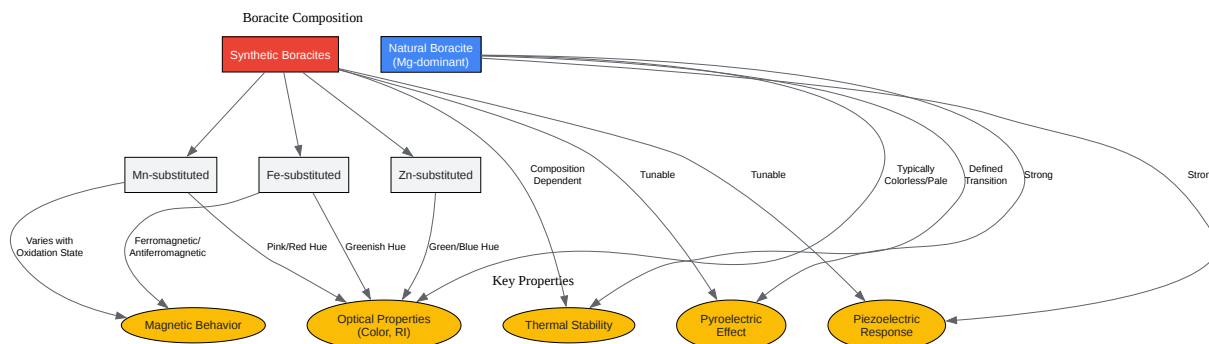 Boracite Composition
Synthetic Boracites
Natural Boracite
(Mg-dominant)
Mn-substituted
Fe-substituted
Zn-substituted
Composition
Dependent
Tunable
Tunable
Typically
Colorless/Pale
Defined
Transition
Strong
Stron
Varies with
Oxidation State
Ferromagnetic/
Antiferromagnetic
Pink/Red Hue
Greenish Hue
Green/Blue Hue
Key Properties
Magnetic Behavior
Optical Properties
(Color, RI)
Thermal Stability
Pyroelectric
Effect
Piezoelectric
Response